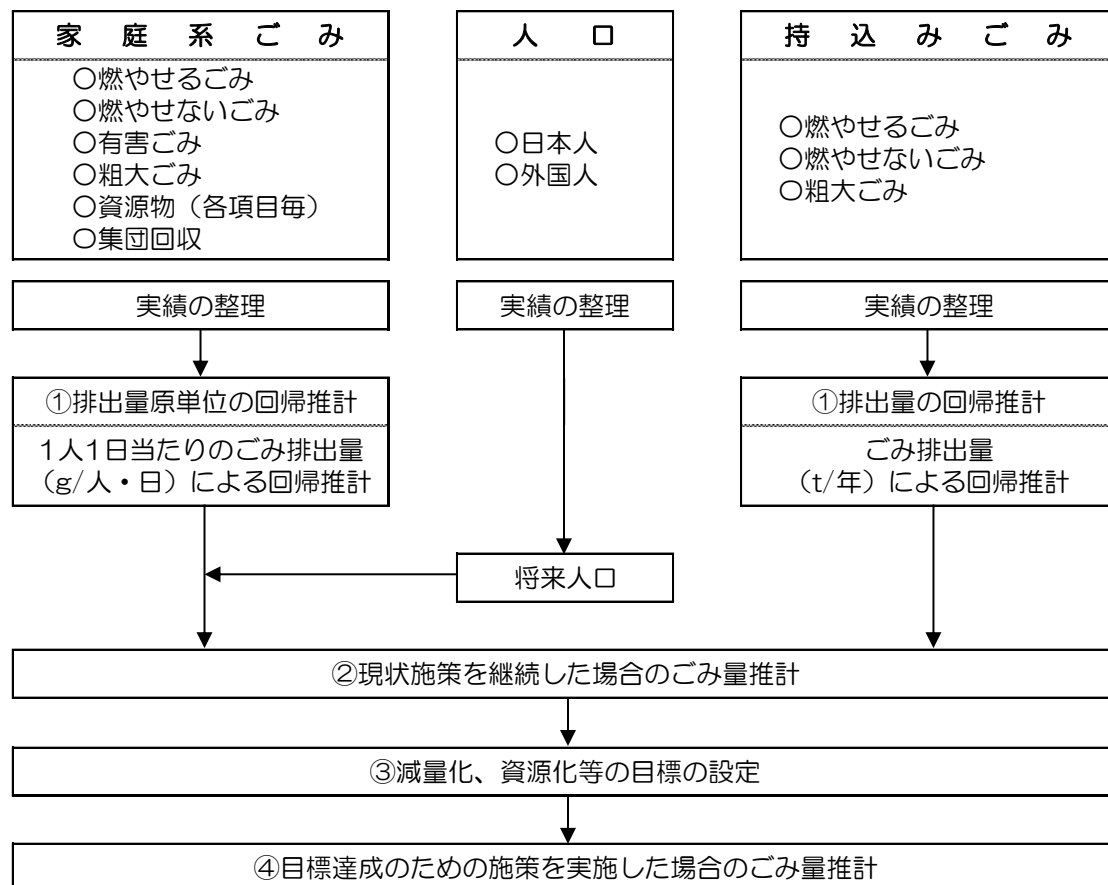 家庭系ごみ
○燃やせるごみ
○燃やせないごみ
○有害ごみ
○粗大ごみ
○資源物（各項目毎）
○集団回収
人口
○日本人
○外国人
持込みごみ
○燃やせるごみ
○燃やせないごみ
○粗大ごみ
実績の整理
実績の整理
実績の整理
①排出量原単位の回帰推計
1人1日当たりのごみ排出量
（g/人・日）による回帰推計
①排出量の回帰推計
ごみ排出量
（t/年）による回帰推計
将来人口
②現状施策を継続した場合のごみ量推計
③減量化、資源化等の目標の設定
④目標達成のための施策を実施した場合のごみ量推計